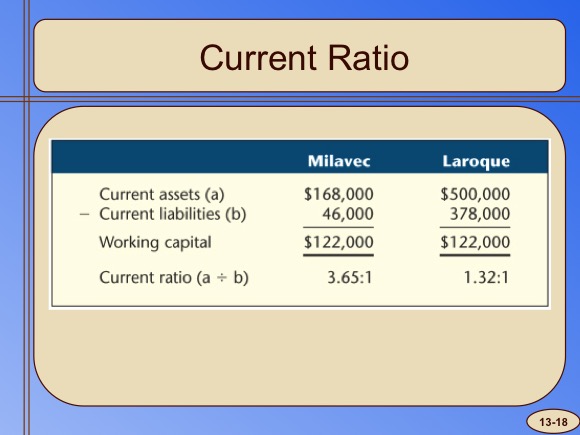 Current Ratio
Milavec Laroque
Current assets (a) $168,000 $500,000
– Current liabilities (b) 46,000 378,000
Working capital $122,000 $122,000
Current ratio (a ÷ b) 3.65:1 1.32:1
13-18